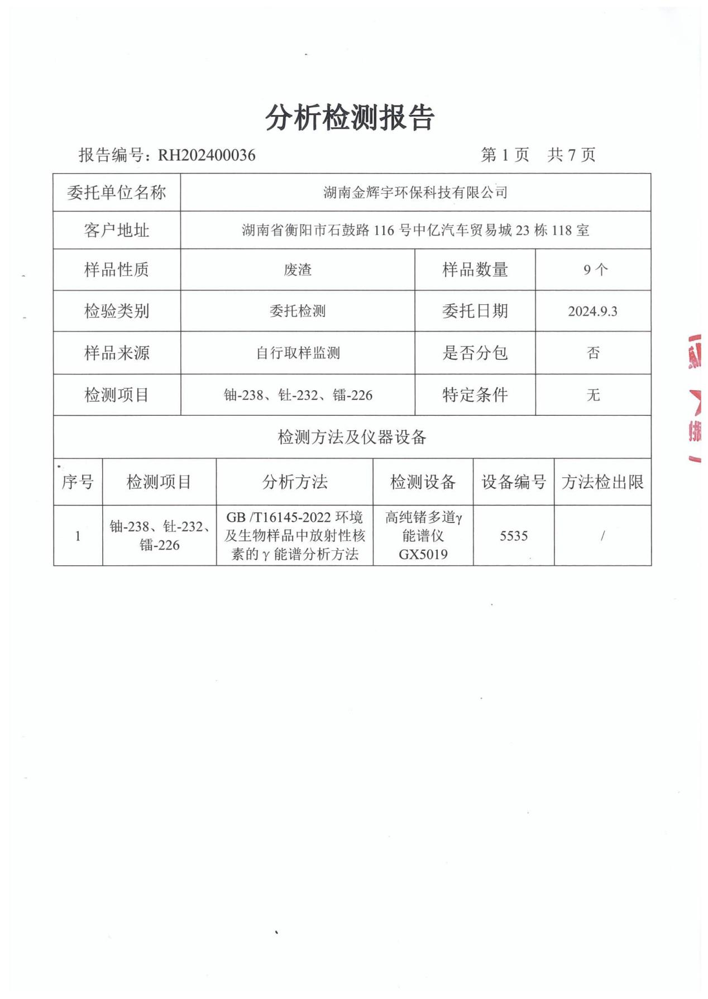 分析检测报告
报告编号: RH202400036 第 1 页 共 7 页
委托单位名称 湖南金辉宇环保科技有限公司
客户地址 湖南省衡阳市石鼓路 116 号中亿汽车贸易城 23 栋 118 室
样品性质 废渣 样品数量 9 个
检验类别 委托检测 委托日期 2024.9.3
样品来源 自行取样监测 是否分包 否
检测项目 铀-238、钍-232、镭-226 特定条件 无
检测方法及仪器设备
序号 检测项目 分析方法 检测设备 设备编号 方法检出限
1 铀-238、钍-232、
镭-226
GB /T16145-2022 环境
及生物样品中放射性核
素的 γ 能谱分析方法
高纯锗多道γ
能谱仪
GX5019
5535
/